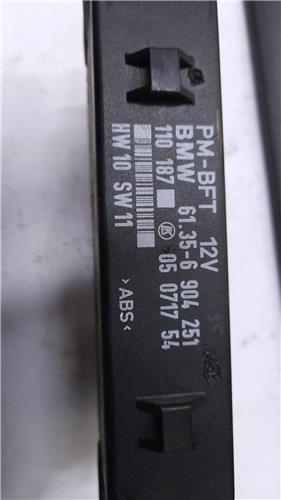 PM-BFT 12V
BMW 61.35-6 904 251
110 187 05 0717 54
HW 10 SW 11
>ABS<